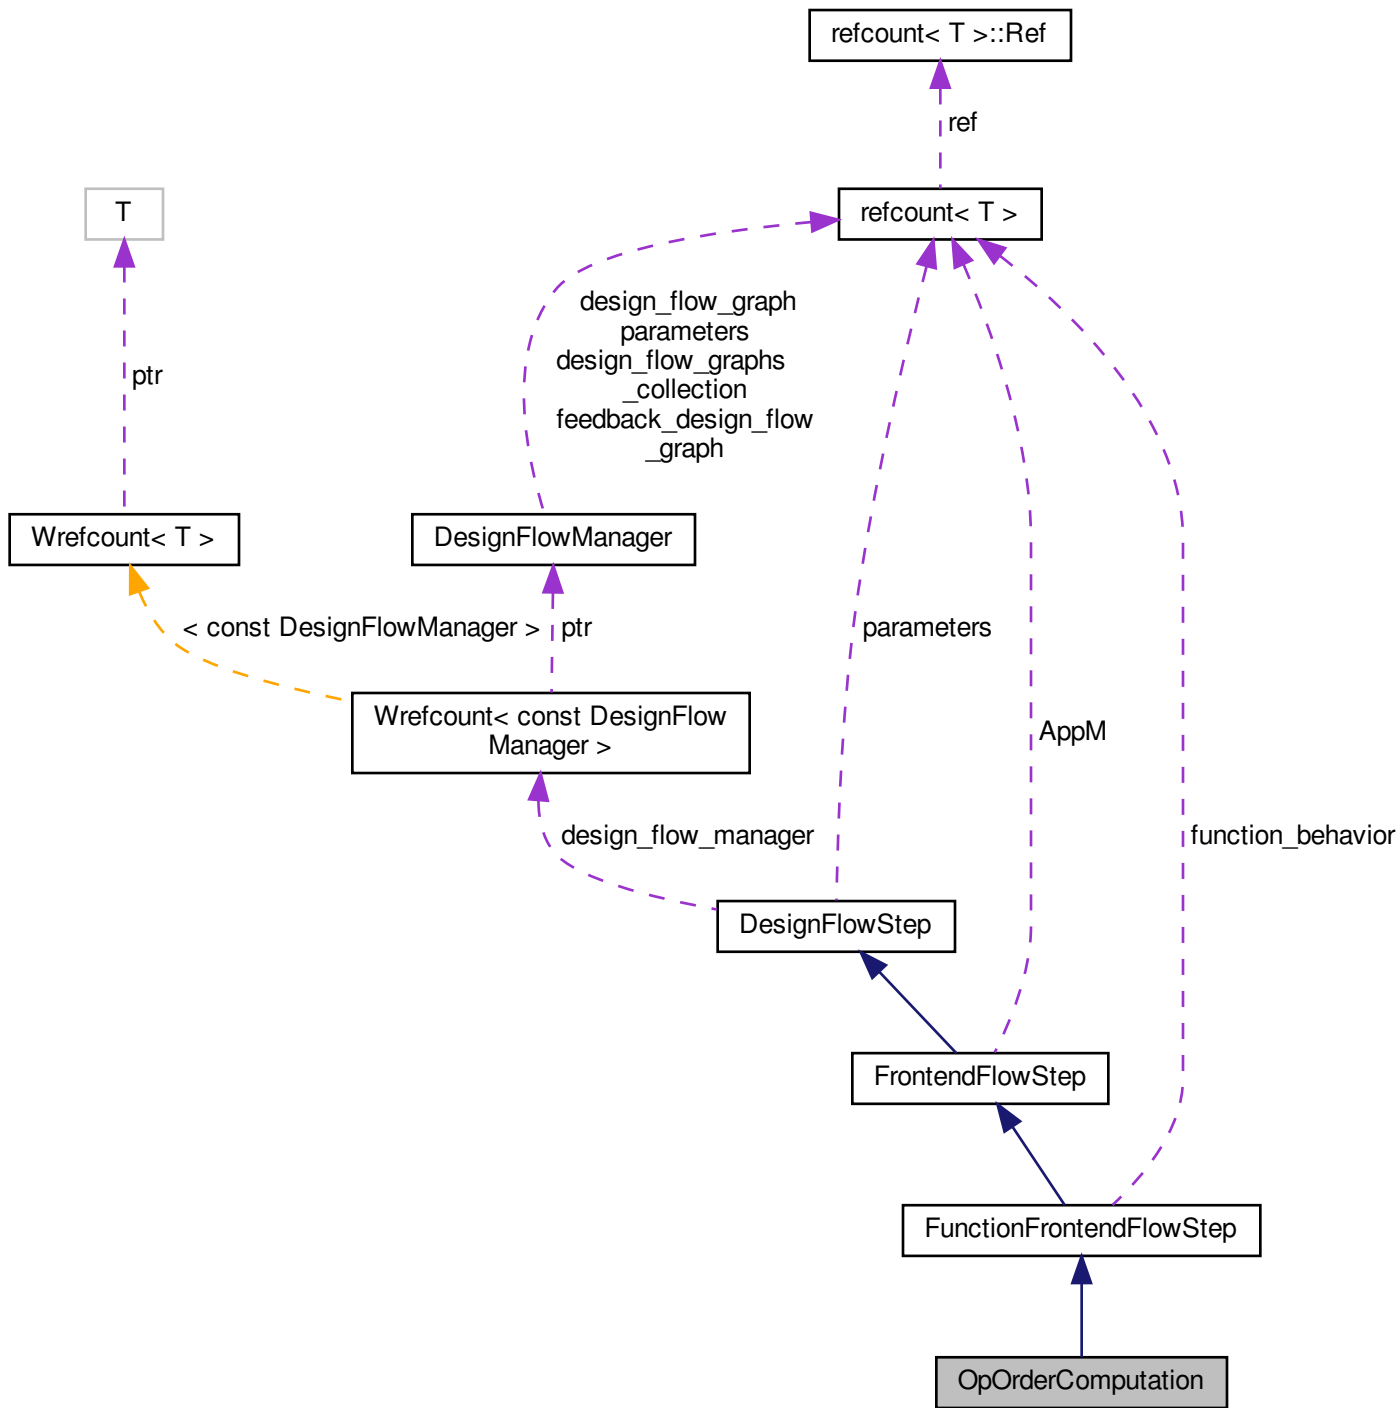 refcount< T >::Ref
ref
T
refcount< T >
design_flow_graph
parameters
design_flow_graphs
_collection
feedback_design_flow
_graph
ptr
Wrefcount< T >
DesignFlowManager
< const DesignFlowManager >
ptr
parameters
Wrefcount< const DesignFlow
Manager >
AppM
design_flow_manager
function_behavior
DesignFlowStep
FrontendFlowStep
FunctionFrontendFlowStep
OpOrderComputation